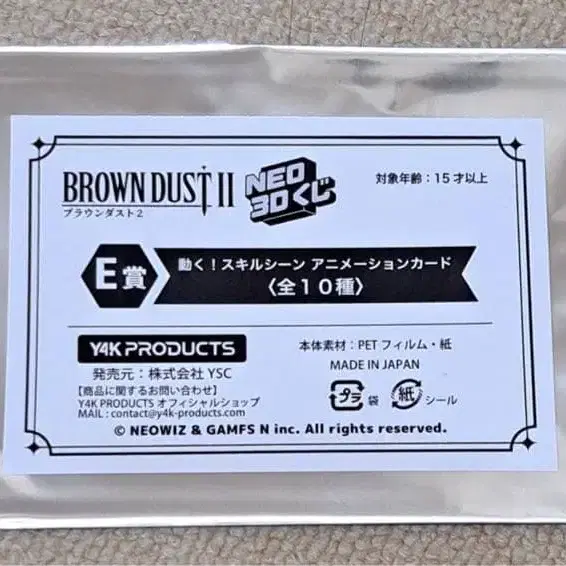 BROWN DUST II
ブラウンダスト2
NEO
3Dくじ
対象年齢：15才以上
E賞
動く！スキルシーン アニメーションカード
〈全10種〉
Y4K PRODUCTS
発売元：株式会社 YSC
【商品に関するお問い合わせ】
Y4K PRODUCTS オフィシャルショップ
MAIL : contact@y4k-products.com
本体素材：PET フィルム・紙
MADE IN JAPAN
プラ 袋
紙 シール
© NEOWIZ & GAMFS N inc. All rights reserved.